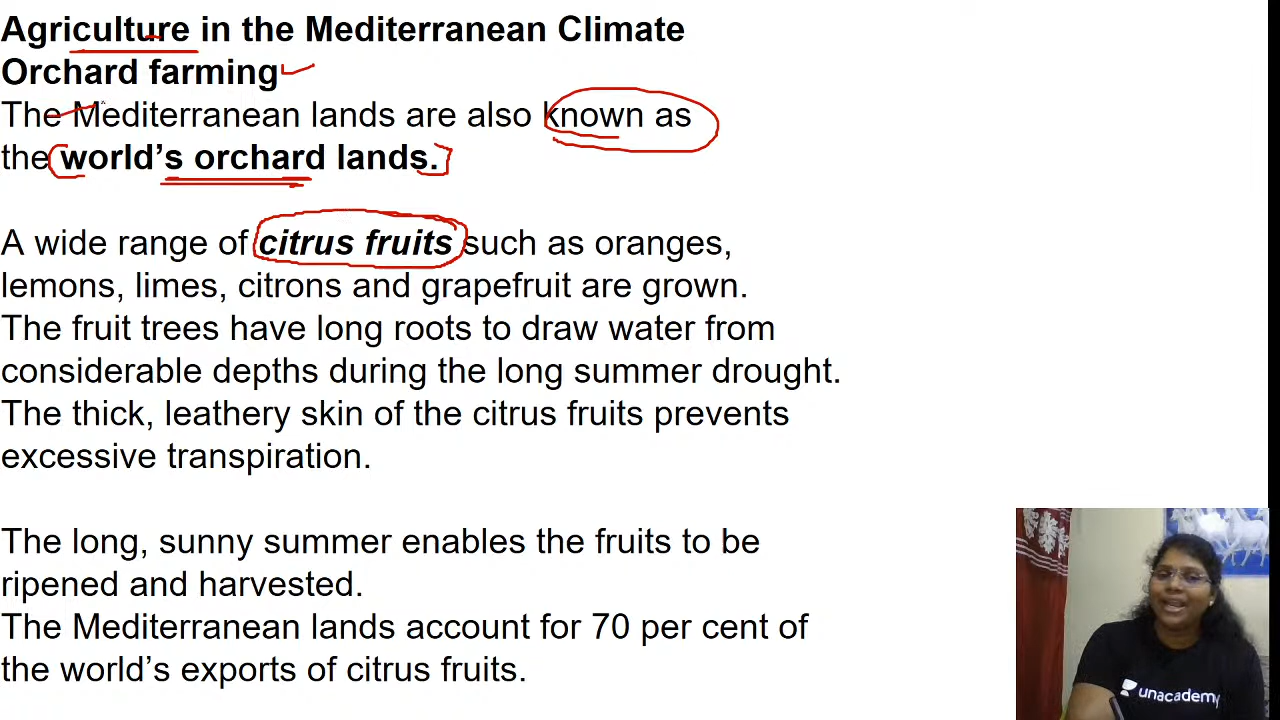 Agriculture in the Mediterranean Climate
Orchard farming
The Mediterranean lands are also known as
the world's orchard lands.
A wide range of citrus fruits such as oranges,
lemons, limes, citrons and grapefruit are grown.
The fruit trees have long roots to draw water from
considerable depths during the long summer drought.
The thick, leathery skin of the citrus fruits prevents
excessive transpiration.
The long, sunny summer enables the fruits to be
ripened and harvested.
The Mediterranean lands account for 70 per cent of
the world's exports of citrus fruits.
unacademy